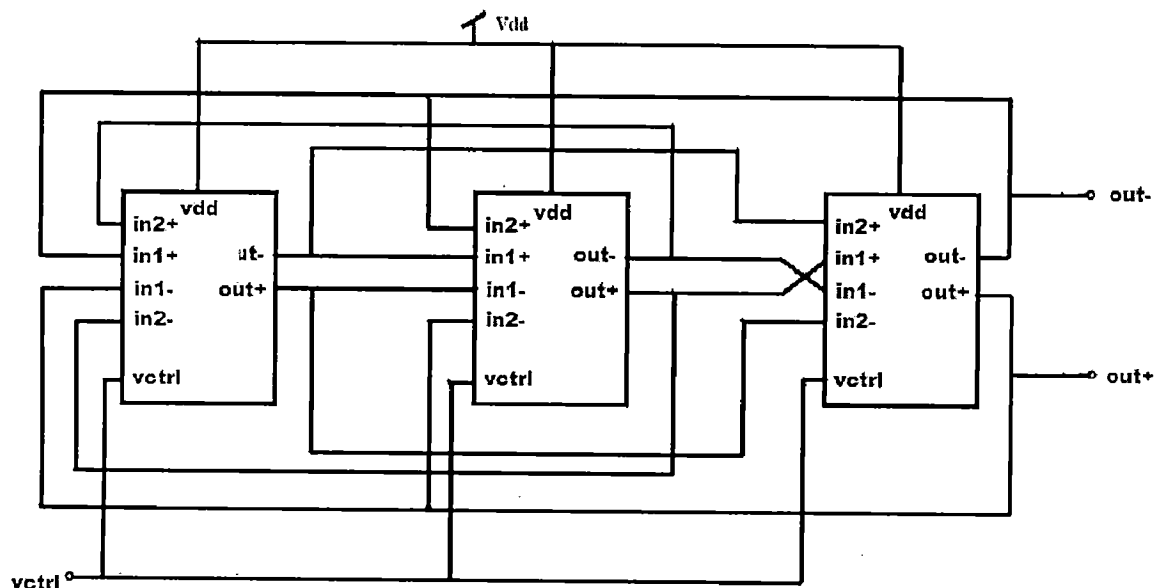 Vdd
vdd
in2+
in1+
ut-
in1-
out+
in2-
vctrl
vdd
in2+
in1+
out-
in1-
out+
in2-
vctrl
vdd
in2+
in1+
out-
in1-
out+
in2-
vctrl
out-
out+
vctrl